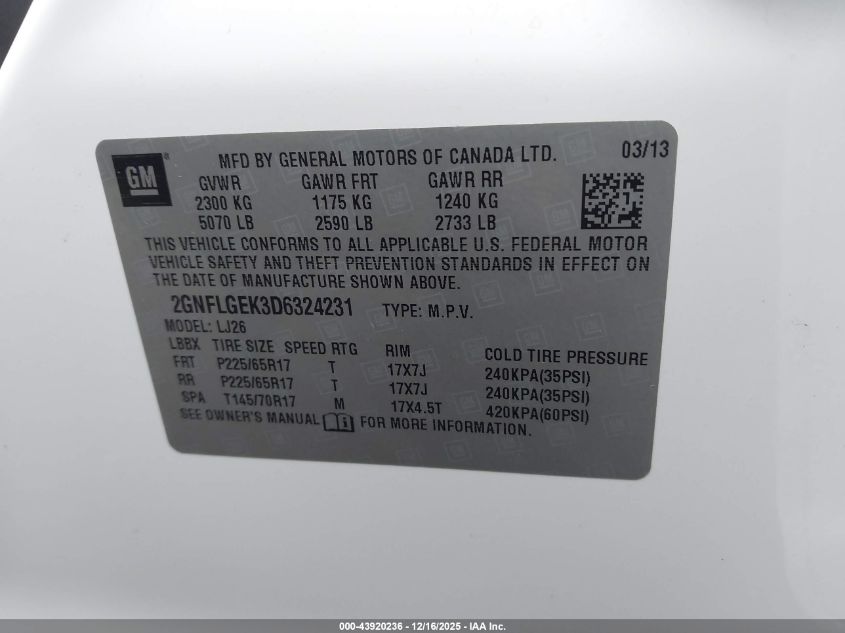 GM ®
MFD BY GENERAL MOTORS OF CANADA LTD. 03/13
GVWR GAWR FRT GAWR RR
2300 KG 1175 KG 1240 KG
5070 LB 2590 LB 2733 LB
THIS VEHICLE CONFORMS TO ALL APPLICABLE U.S. FEDERAL MOTOR
VEHICLE SAFETY AND THEFT PREVENTION STANDARDS IN EFFECT ON
THE DATE OF MANUFACTURE SHOWN ABOVE.
2GNFLGEK3D6324231 TYPE: M.P.V.
MODEL: LJ26
LBBX TIRE SIZE SPEED RTG RIM COLD TIRE PRESSURE
FRT P225/65R17 T 17X7J 240KPA(35PSI)
RR P225/65R17 T 17X7J 240KPA(35PSI)
SPA T145/70R17 M 17X4.5T 420KPA(60PSI)
SEE OWNER'S MANUAL i FOR MORE INFORMATION.
000-43920236 - 12/16/2025 - IAA Inc.